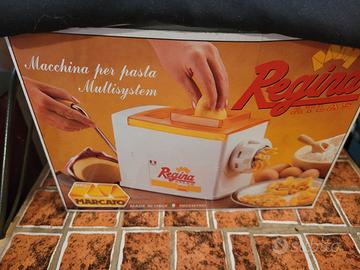 Macchina per pasta
Multisystem
Regina
Regina
MARCATO
MADE IN ITALY